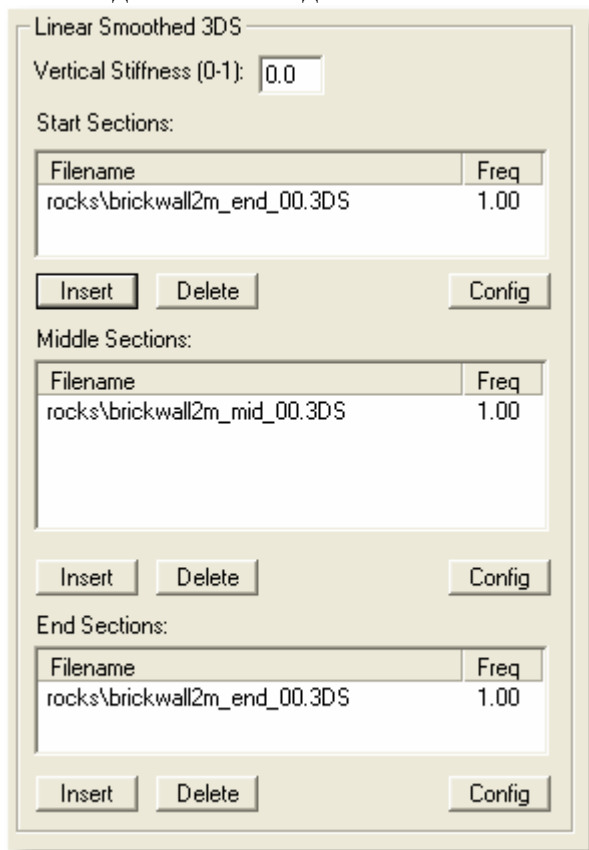 Linear Smoothed 3DS
Vertical Stiffness (0-1): 0.0
Start Sections:
Filename Freq
rocks\brickwall2m_end_00.3DS 1.00
Insert Delete Config
Middle Sections:
Filename Freq
rocks\brickwall2m_mid_00.3DS 1.00
Insert Delete Config
End Sections:
Filename Freq
rocks\brickwall2m_end_00.3DS 1.00
Insert Delete Config